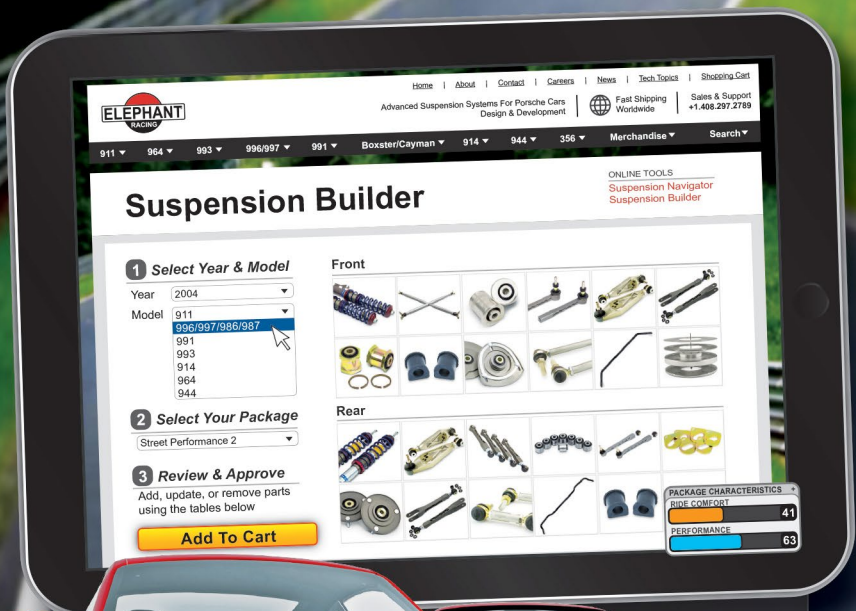 Home | About | Contact | Careers | News | Tech Topics | Shopping Cart
ELEPHANT
RACING
Advanced Suspension Systems For Porsche Cars
Design & Development
Fast Shipping
Worldwide
Sales & Support
+1.408.297.2789
911 ▼ 964 ▼ 993 ▼ 996/997 ▼ 991 ▼ Boxster/Cayman ▼ 914 ▼ 944 ▼ 356 ▼ Merchandise ▼ Search ▼
Suspension Builder
ONLINE TOOLS
Suspension Navigator
Suspension Builder
1 Select Year & Model
Year 2004
Model 911
996/997/986/987
991
993
914
964
944
2 Select Your Package
Street Performance 2
3 Review & Approve
Add, update, or remove parts
using the tables below
Add To Cart
Front
Rear
PACKAGE CHARACTERISTICS +
RIDE COMFORT
41
PERFORMANCE
63